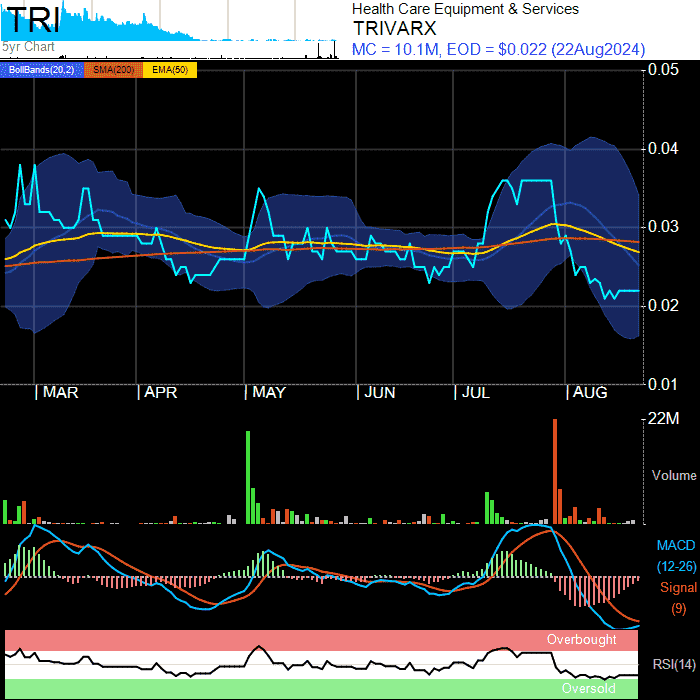 TRI
Health Care Equipment & Services
TRIVARX
5yr Chart
MC = 10.1M, EOD = $0.022 (22Aug2024)
BollBands(20,2) SMA(200) EMA(50)
0.05
0.04
0.03
0.02
0.01
MAR APR MAY JUN JUL AUG
22M
Volume
MACD
(12-26)
Signal
(9)
Overbought
RSI(14)
Oversold